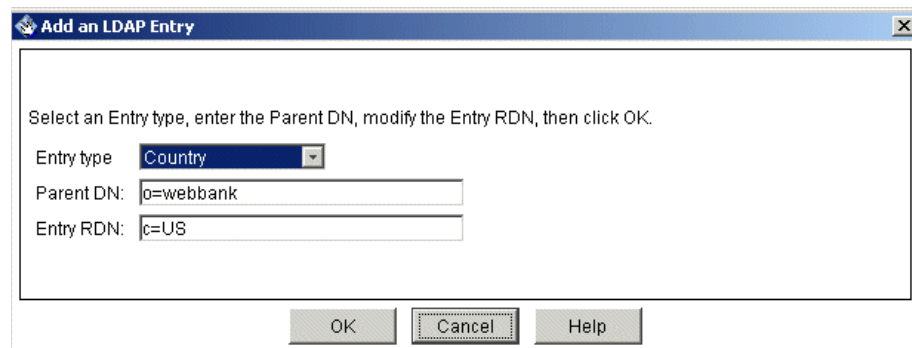 Add an LDAP Entry
Select an Entry type, enter the Parent DN, modify the Entry RDN, then click OK.
Entry type Country
Parent DN: o=webbank
Entry RDN: c=US
OK Cancel Help